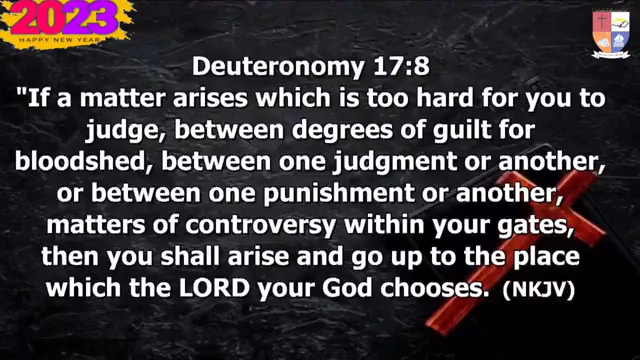 2023
HAPPY NEW YEAR
Deuteronomy 17:8
"If a matter arises which is too hard for you to
judge, between degrees of guilt for
bloodshed, between one judgment or another,
or between one punishment or another,
matters of controversy within your gates,
then you shall arise and go up to the place
which the LORD your God chooses. (NKJV)